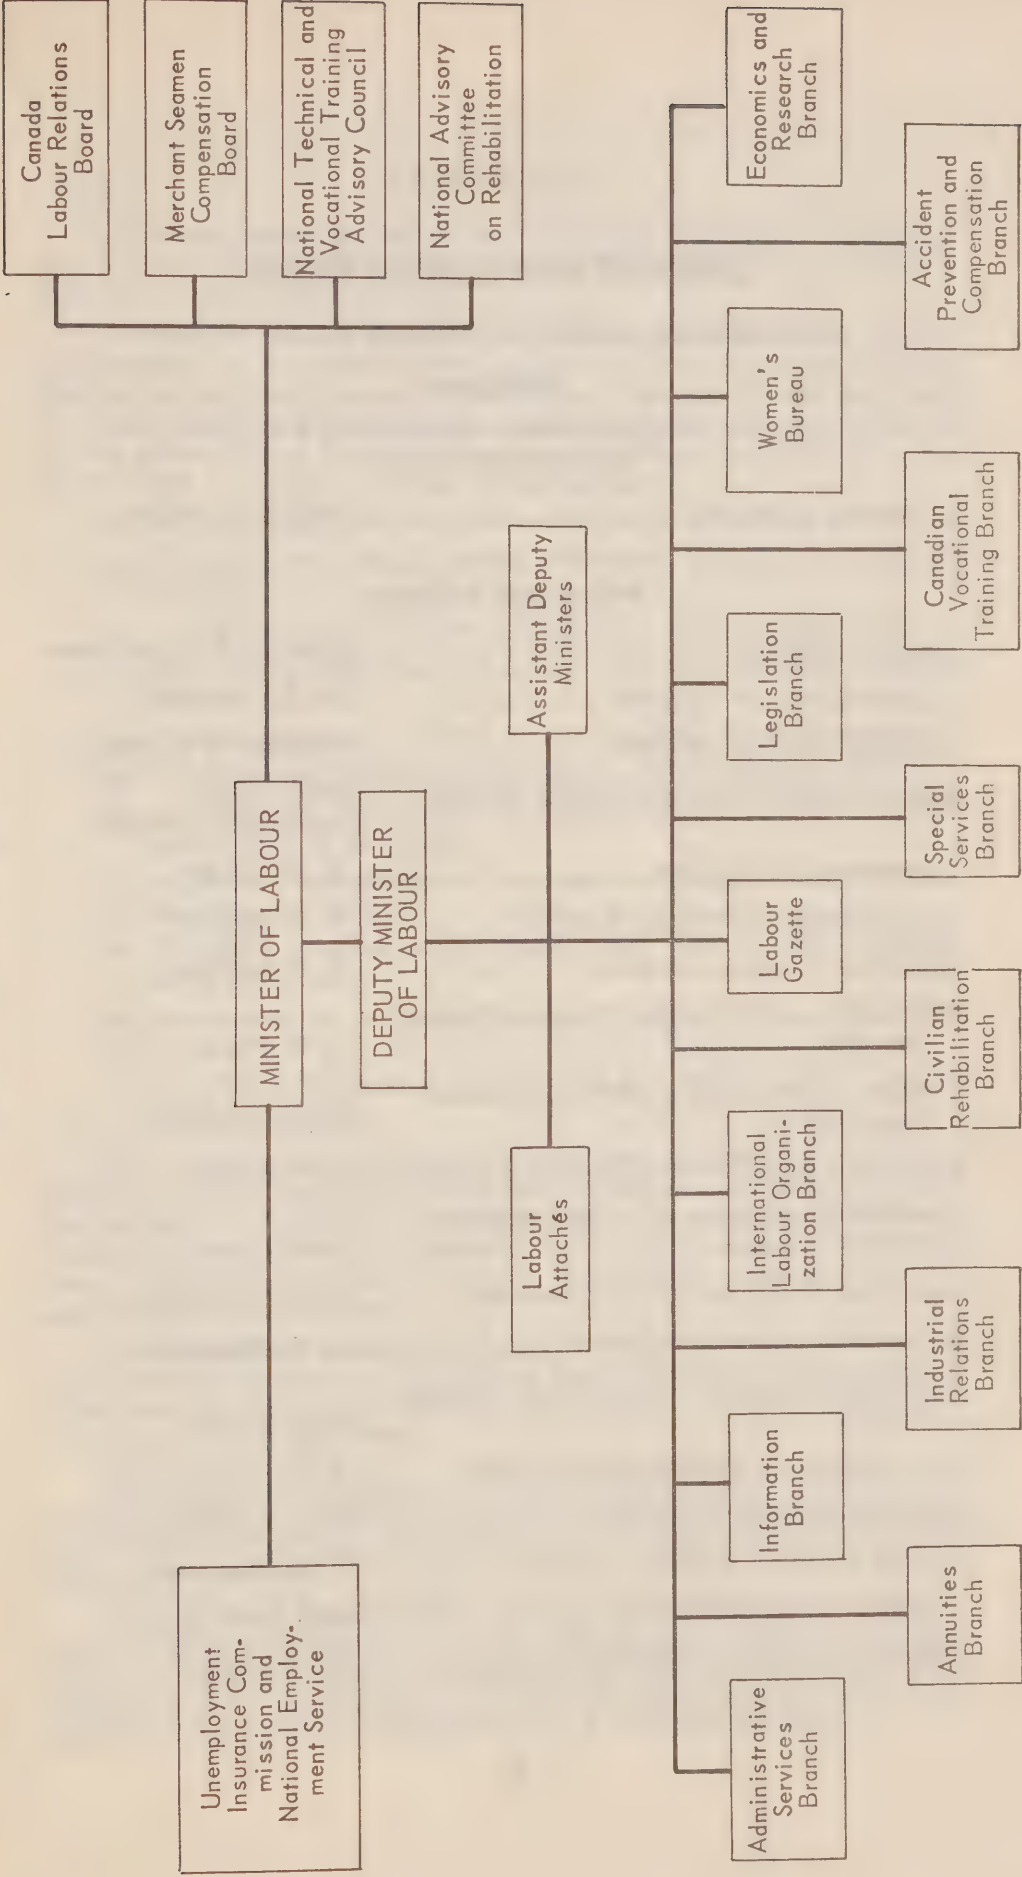 Unemployment
Insurance Com-
mission and
National Employ-
ment Service
MINISTER OF LABOUR
Canada
Labour Relations
Board
Merchant Seamen
Compensation
Board
National Technical and
Vocational Training
Advisory Council
National Advisory
Committee
on Rehabilitation
DEPUTY MINISTER
OF LABOUR
Labour
Attachés
Assistant Deputy
Ministers
Administrative
Services
Branch
Information
Branch
International
Labour Organi-
zation Branch
Labour
Gazette
Legislation
Branch
Women's
Bureau
Economics and
Research
Branch
Annuities
Branch
Industrial
Relations
Branch
Civilian
Rehabilitation
Branch
Special
Services
Branch
Canadian
Vocational
Training Branch
Accident
Prevention and
Compensation
Branch